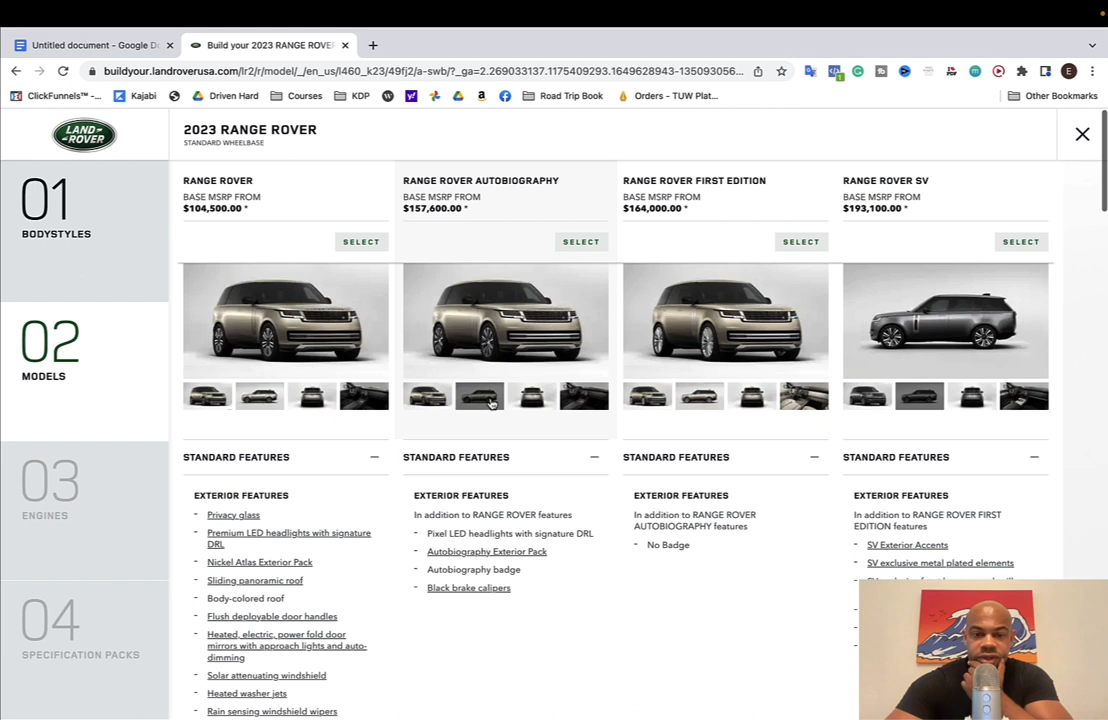 Untitled document - Google Do
Build your 2023 RANGE ROVER
buildyour.landroverusa.com/lr2/r/model/_/en_us/l460_k23/49fj2/a-swb/?_ga=2.269033137.1175409293.1649628943-135093056...
E
ClickFunnels™ -...
Kajabi
Driven Hard
Courses
KDP
Road Trip Book
Orders - TUW Plat...
Other Bookmarks
LAND-
ROVER
2023 RANGE ROVER
STANDARD WHEELBASE
01
BODYSTYLES
02
MODELS
03
ENGINES
04
SPECIFICATION PACKS
RANGE ROVER
BASE MSRP FROM
$104,500.00 *
SELECT
STANDARD FEATURES
EXTERIOR FEATURES
- Privacy glass
- Premium LED headlights with signature
DRL
- Nickel Atlas Exterior Pack
- Sliding panoramic roof
- Body-colored roof
- Flush deployable door handles
- Heated, electric, power fold door
mirrors with approach lights and auto-
dimming
- Solar attenuating windshield
- Heated washer jets
- Rain sensing windshield wipers
RANGE ROVER AUTOBIOGRAPHY
BASE MSRP FROM
$157,600.00 *
SELECT
STANDARD FEATURES
EXTERIOR FEATURES
In addition to RANGE ROVER features
- Pixel LED headlights with signature DRL
- Autobiography Exterior Pack
- Autobiography badge
- Black brake calipers
RANGE ROVER FIRST EDITION
BASE MSRP FROM
$164,000.00 *
SELECT
STANDARD FEATURES
EXTERIOR FEATURES
In addition to RANGE ROVER
AUTOBIOGRAPHY features
- No Badge
RANGE ROVER SV
BASE MSRP FROM
$193,100.00 *
SELECT
STANDARD FEATURES
EXTERIOR FEATURES
In addition to RANGE ROVER FIRST
EDITION features
- SV Exterior Accents
- SV exclusive metal plated elements